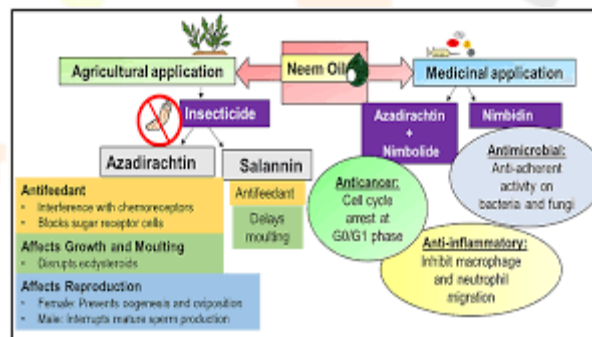 Neem Oil
Agricultural application
Medicinal application
Insecticide
Azadirachtin
Salannin
Antifeedant
• Interference with chemoreceptors
• Blocks sugar receptor cells
Affects Growth and Moulting
• Disrupts ecdysteroids
Affects Reproduction
• Female: Prevents oogenesis and oviposition
• Male: Interrupts mature sperm production
Antifeedant
Delays
moulting
Azadirachtin
+
Nimbolide
Nimbidin
Anticancer:
Cell cycle
arrest at
G0/G1 phase
Antimicrobial:
Anti-adherent
activity on
bacteria and fungi
Anti-inflammatory:
Inhibit macrophage
and neutrophil
migration